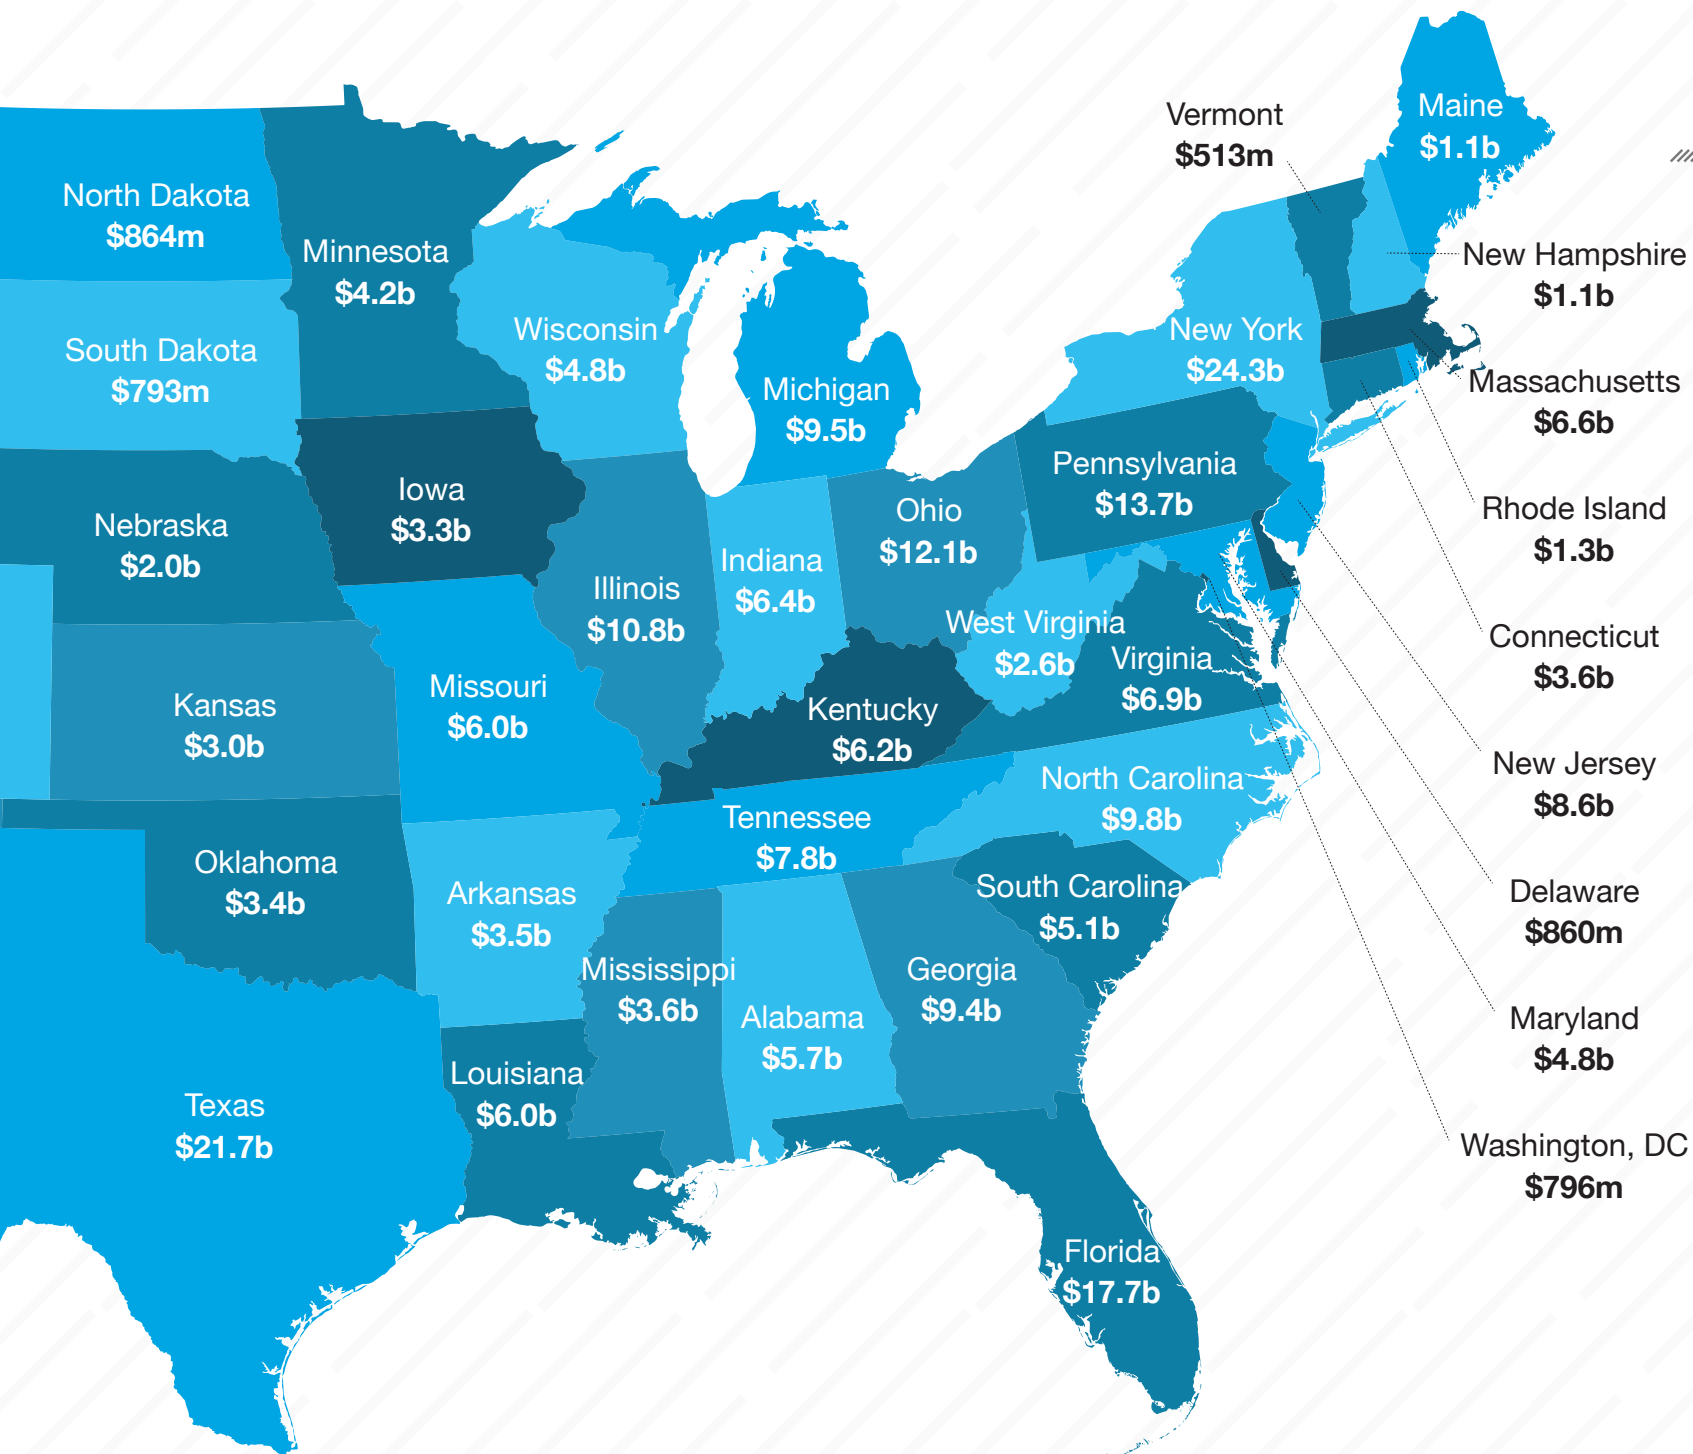 Maine
$1.1b
Vermont
$513m
North Dakota
$864m
Minnesota
$4.2b
New Hampshire
$1.1b
South Dakota
$793m
Wisconsin
$4.8b
New York
$24.3b
Michigan
$9.5b
Massachusetts
$6.6b
Pennsylvania
$13.7b
Iowa
$3.3b
Ohio
$12.1b
Rhode Island
$1.3b
Nebraska
$2.0b
Indiana
$6.4b
Illinois
$10.8b
West Virginia
$2.6b
Connecticut
$3.6b
Virginia
$6.9b
Missouri
$6.0b
Kansas
$3.0b
Kentucky
$6.2b
New Jersey
$8.6b
North Carolina
$9.8b
Tennessee
$7.8b
Oklahoma
$3.4b
Arkansas
$3.5b
South Carolina
$5.1b
Delaware
$860m
Mississippi
$3.6b
Georgia
$9.4b
Alabama
$5.7b
Maryland
$4.8b
Louisiana
$6.0b
Texas
$21.7b
Washington, DC
$796m
Florida
$17.7b